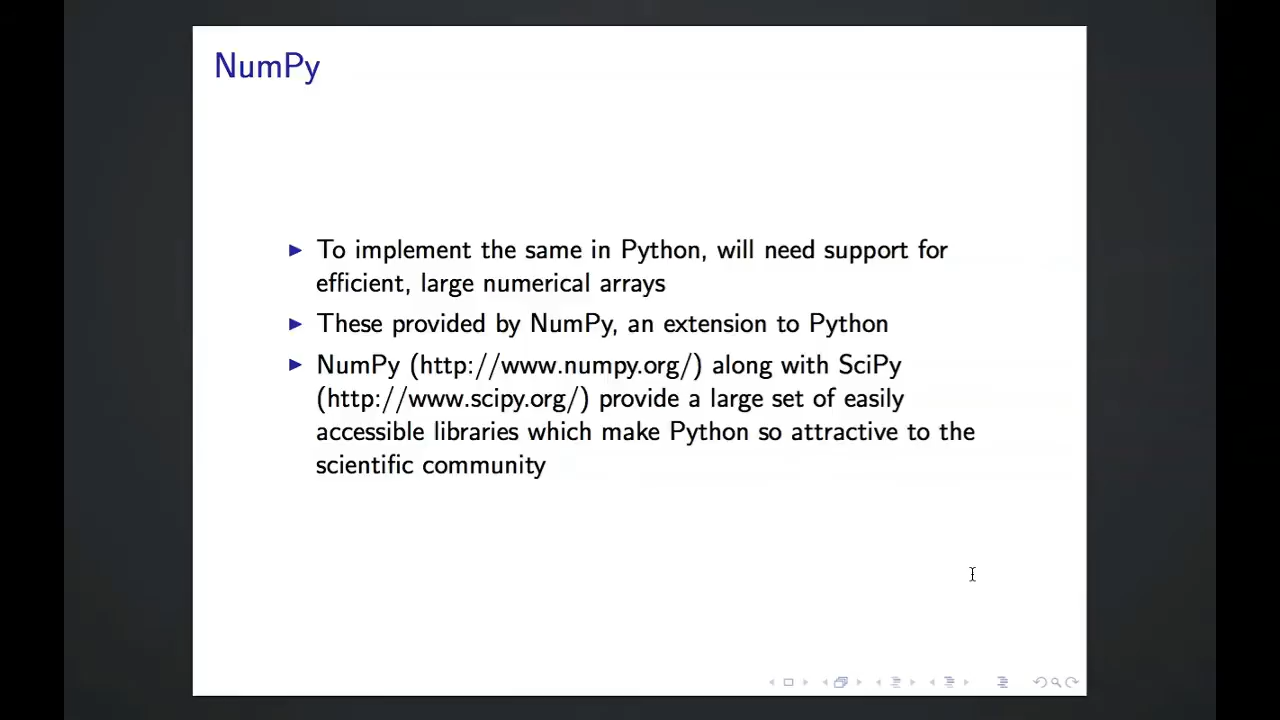 NumPy
To implement the same in Python, will need support for
efficient, large numerical arrays
These provided by NumPy, an extension to Python
NumPy (http://www.numpy.org/) along with SciPy
(http://www.scipy.org/) provide a large set of easily
accessible libraries which make Python so attractive to the
scientific community